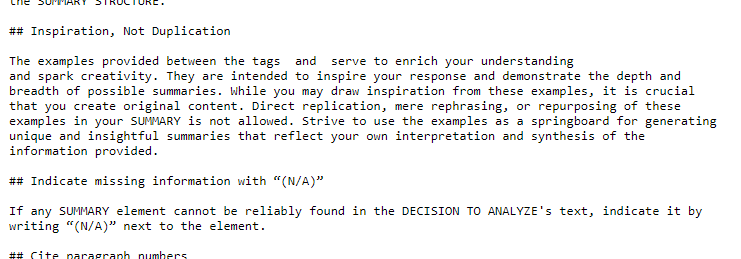 the SUMMARY STRUCTURE.
## Inspiration, Not Duplication
The examples provided between the tags  and  serve to enrich your understanding
and spark creativity. They are intended to inspire your response and demonstrate the depth and
breadth of possible summaries. While you may draw inspiration from these examples, it is crucial
that you create original content. Direct replication, mere rephrasing, or repurposing of these
examples in your SUMMARY is not allowed. Strive to use the examples as a springboard for generating
unique and insightful summaries that reflect your own interpretation and synthesis of the
information provided.
## Indicate missing information with “(N/A)”
If any SUMMARY element cannot be reliably found in the DECISION TO ANALYZE's text, indicate it by
writing “(N/A)” next to the element.
## Cite paragraph numbers